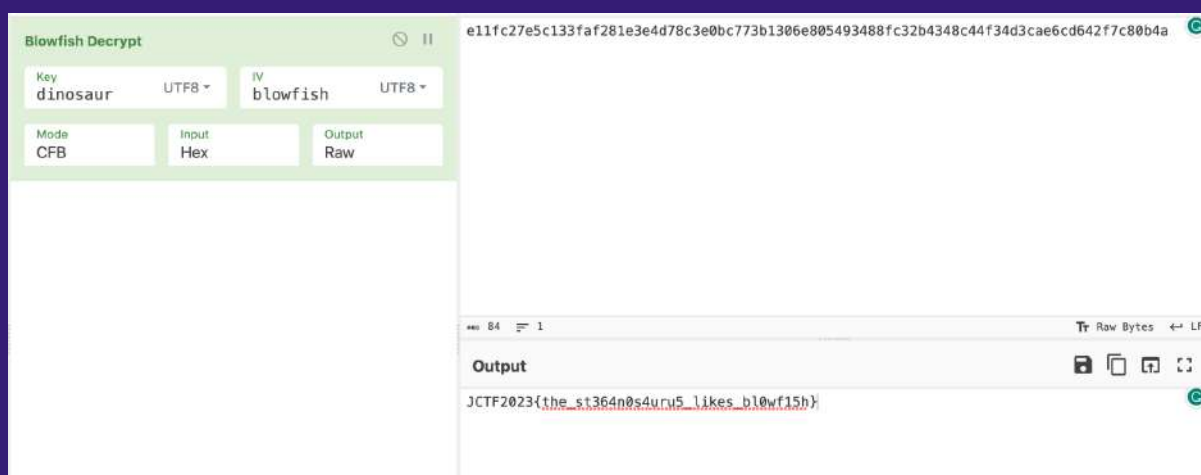 Blowfish Decrypt
Key
dinosaur
UTF8
IV
blowfish
UTF8
Mode
CFB
Input
Hex
Output
Raw
e11fc27e5c133faf281e3e4d78c3e0bc773b1306e805493488fc32b4348c44f34d3cae6cd642f7c80b4a
84
1
Tт Raw Bytes
LF
Output
JCTF2023{the_st364n0s4uru5_likes_bl0wf15h}